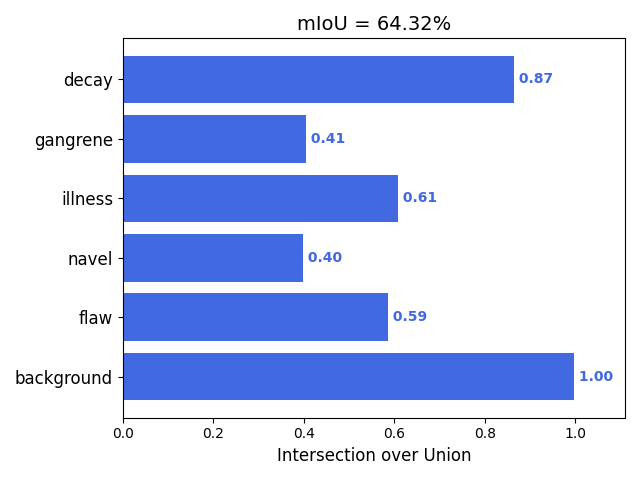 mIoU = 64.32%
decay 0.87
gangrene 0.41
illness 0.61
navel 0.40
flaw 0.59
background 1.00
0.0 0.2 0.4 0.6 0.8 1.0
Intersection over Union